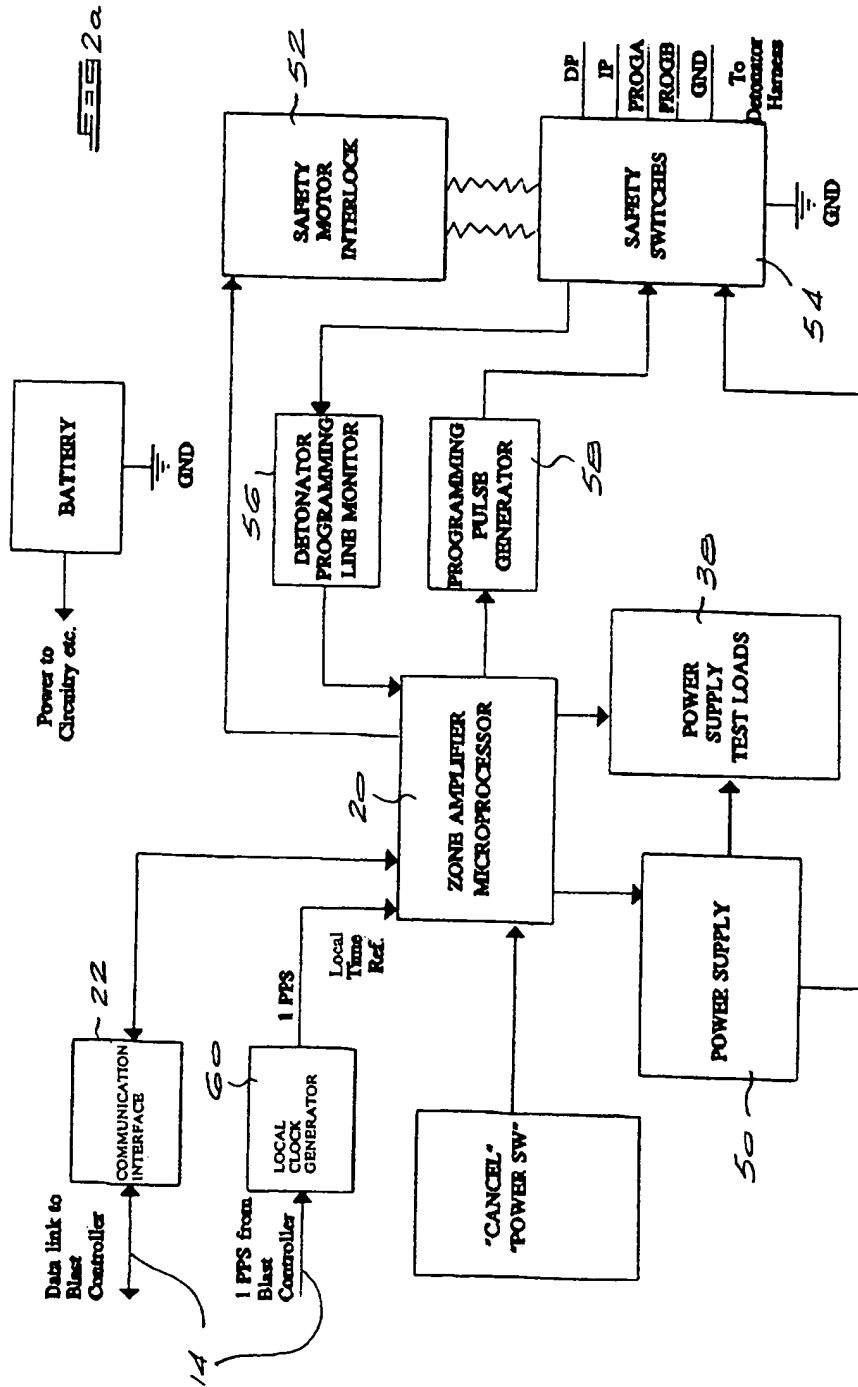 FIG 2a
BATTERY
Power to
Circuitry etc.
GND
52
SAFETY
MOTOR
INTERLOCK
DP
IP
PROGA
PROGB
GND
To
Detonator
Harness
SAFETY
SWITCHES
GND
54
56
DETONATOR
PROGRAMMING
LINE MONITOR
PROGRAMMING
PULSE
GENERATOR
58
20
ZONE AMPLIFIER
MICROPROCESSOR
38
POWER
SUPPLY
TEST LOADS
22
COMMUNICATION
INTERFACE
Data link to
Blast
Controller
14
1 PPS from
Blast
Controller
60
LOCAL
CLOCK
GENERATOR
1 PPS
Local
Time
Ref.
"CANCEL"
"POWER SW"
POWER SUPPLY
50